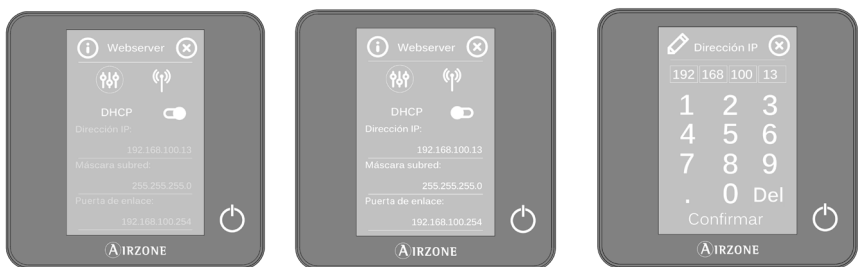 Webserver
DHCP
Dirección IP:
192.168.100.13
Máscara subred:
255.255.255.0
Puerta de enlace:
192.168.100.254
AIRZONE
Webserver
DHCP
Dirección IP:
192.168.100.13
Máscara subred:
255.255.255.0
Puerta de enlace:
192.168.100.254
AIRZONE
Dirección IP
192 168 100 13
1 2 3
4 5 6
7 8 9
. 0 Del
Confirmar
AIRZONE